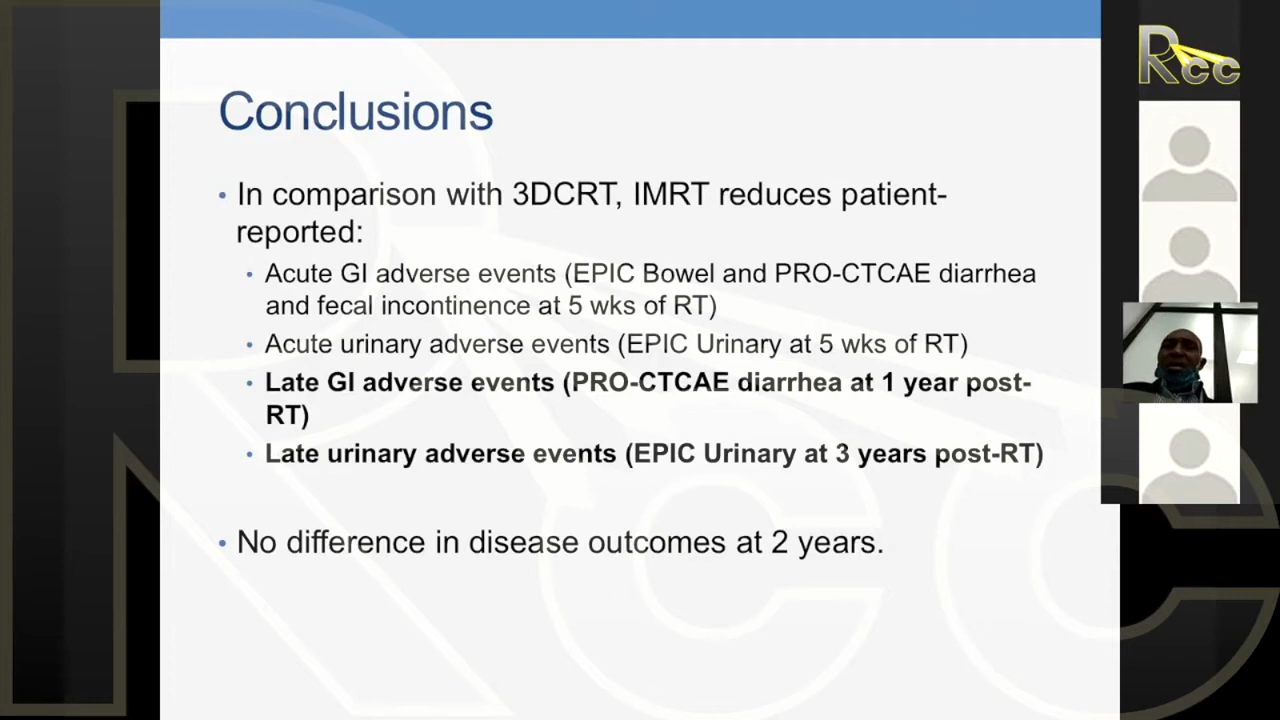 Conclusions
• In comparison with 3DCRT, IMRT reduces patient-
reported:
• Acute GI adverse events (EPIC Bowel and PRO-CTCAE diarrhea
and fecal incontinence at 5 wks of RT)
• Acute urinary adverse events (EPIC Urinary at 5 wks of RT)
• Late GI adverse events (PRO-CTCAE diarrhea at 1 year post-
RT)
• Late urinary adverse events (EPIC Urinary at 3 years post-RT)
• No difference in disease outcomes at 2 years.
Rcc